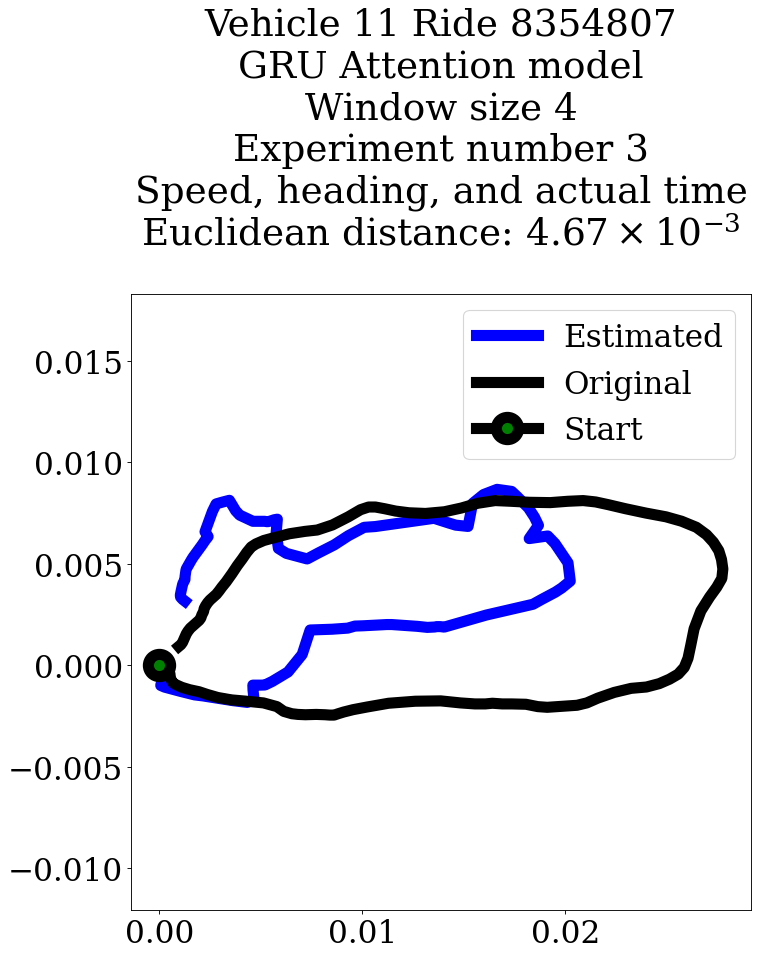 Vehicle 11 Ride 8354807
GRU Attention model
Window size 4
Experiment number 3
Speed, heading, and actual time
Euclidean distance: 4.67 × 10⁻³
Estimated
Original
Start
0.015
0.010
0.005
0.000
−0.005
−0.010
0.00 0.01 0.02